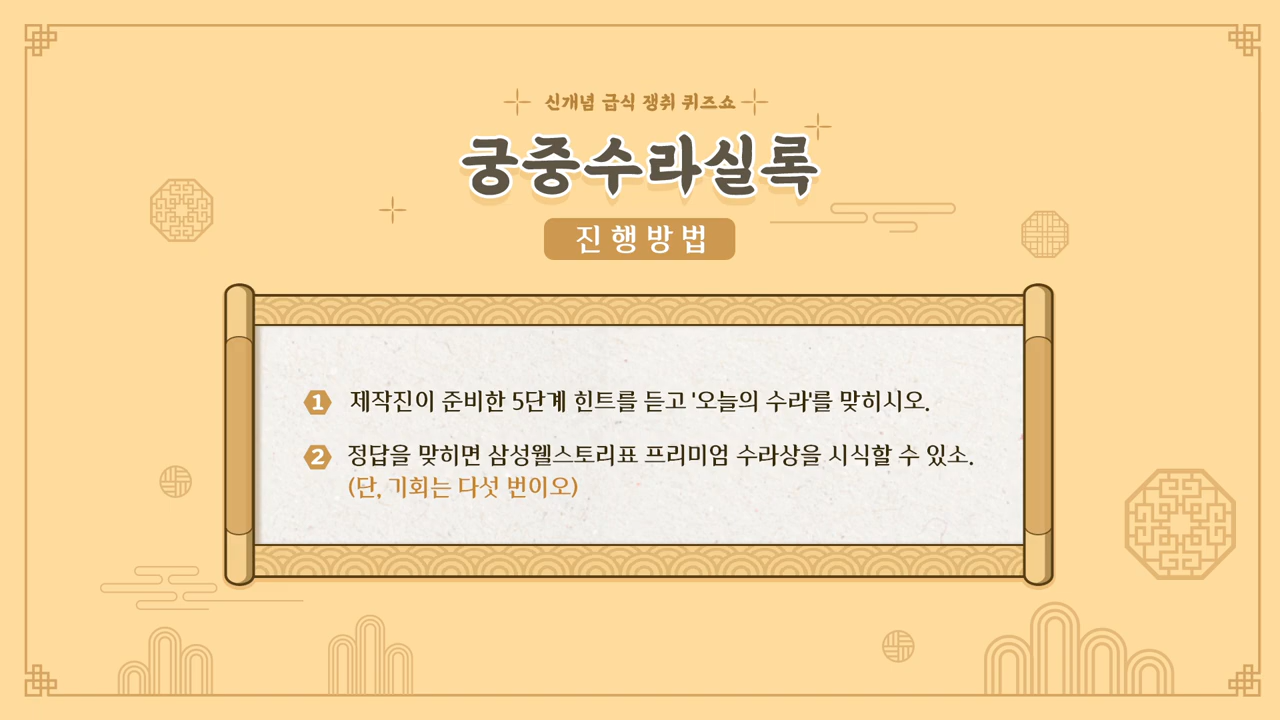 신개념 급식 쟁취 퀴즈쇼
궁중수라실록
진행방법
1 제작진이 준비한 5단계 힌트를 듣고 '오늘의 수라'를 맞히시오.
2 정답을 맞히면 삼성웰스토리표 프리미엄 수라상을 시식할 수 있소.
(단, 기회는 다섯 번이오)